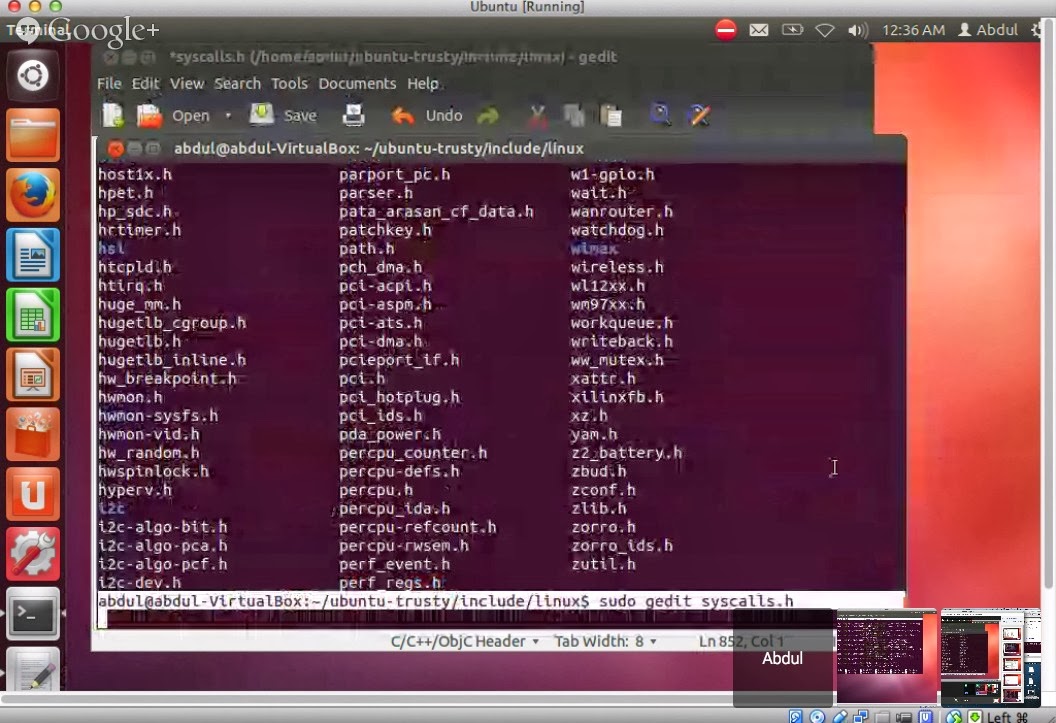 Ubuntu [Running]
Terminal
Google+
12:36 AM Abdul
*syscalls.h (/home/abdul/ubuntu-trusty/include/linux) - gedit
File Edit View Search Tools Documents Help
Open Save Undo
abdul@abdul-VirtualBox: ~/ubuntu-trusty/include/linux
host1x.h parport_pc.h w1-gpio.h
hpet.h parser.h wait.h
hp_sdc.h pata_arasan_cf_data.h wanrouter.h
hrtimer.h patchkey.h watchdog.h
hsi path.h wimax
htcpld.h pch_dma.h wireless.h
htirq.h pci-acpi.h wl12xx.h
huge_mm.h pci-aspm.h wm97xx.h
hugetlb_cgroup.h pci-ats.h workqueue.h
hugetlb.h pci-dma.h writeback.h
hugetlb_inline.h pcieport_if.h ww_mutex.h
hw_breakpoint.h pci.h xattr.h
hwmon.h pci_hotplug.h xilinxfb.h
hwmon-sysfs.h pci_ids.h xz.h
hwmon-vid.h pda_power.h yam.h
hw_random.h percpu_counter.h z2_battery.h
hwspinlock.h percpu-defs.h zbud.h
hyperv.h percpu.h zconf.h
i2c percpu_ida.h zlib.h
i2c-algo-bit.h percpu-refcount.h zorro.h
i2c-algo-pca.h percpu-rwsem.h zorro_ids.h
i2c-algo-pcf.h perf_event.h zutil.h
i2c-dev.h perf_regs.h
abdul@abdul-VirtualBox:~/ubuntu-trusty/include/linux$ sudo gedit syscalls.h
C/C++/ObjC Header Tab Width: 8 Ln 852, Col 1
Abdul
Left ⌘